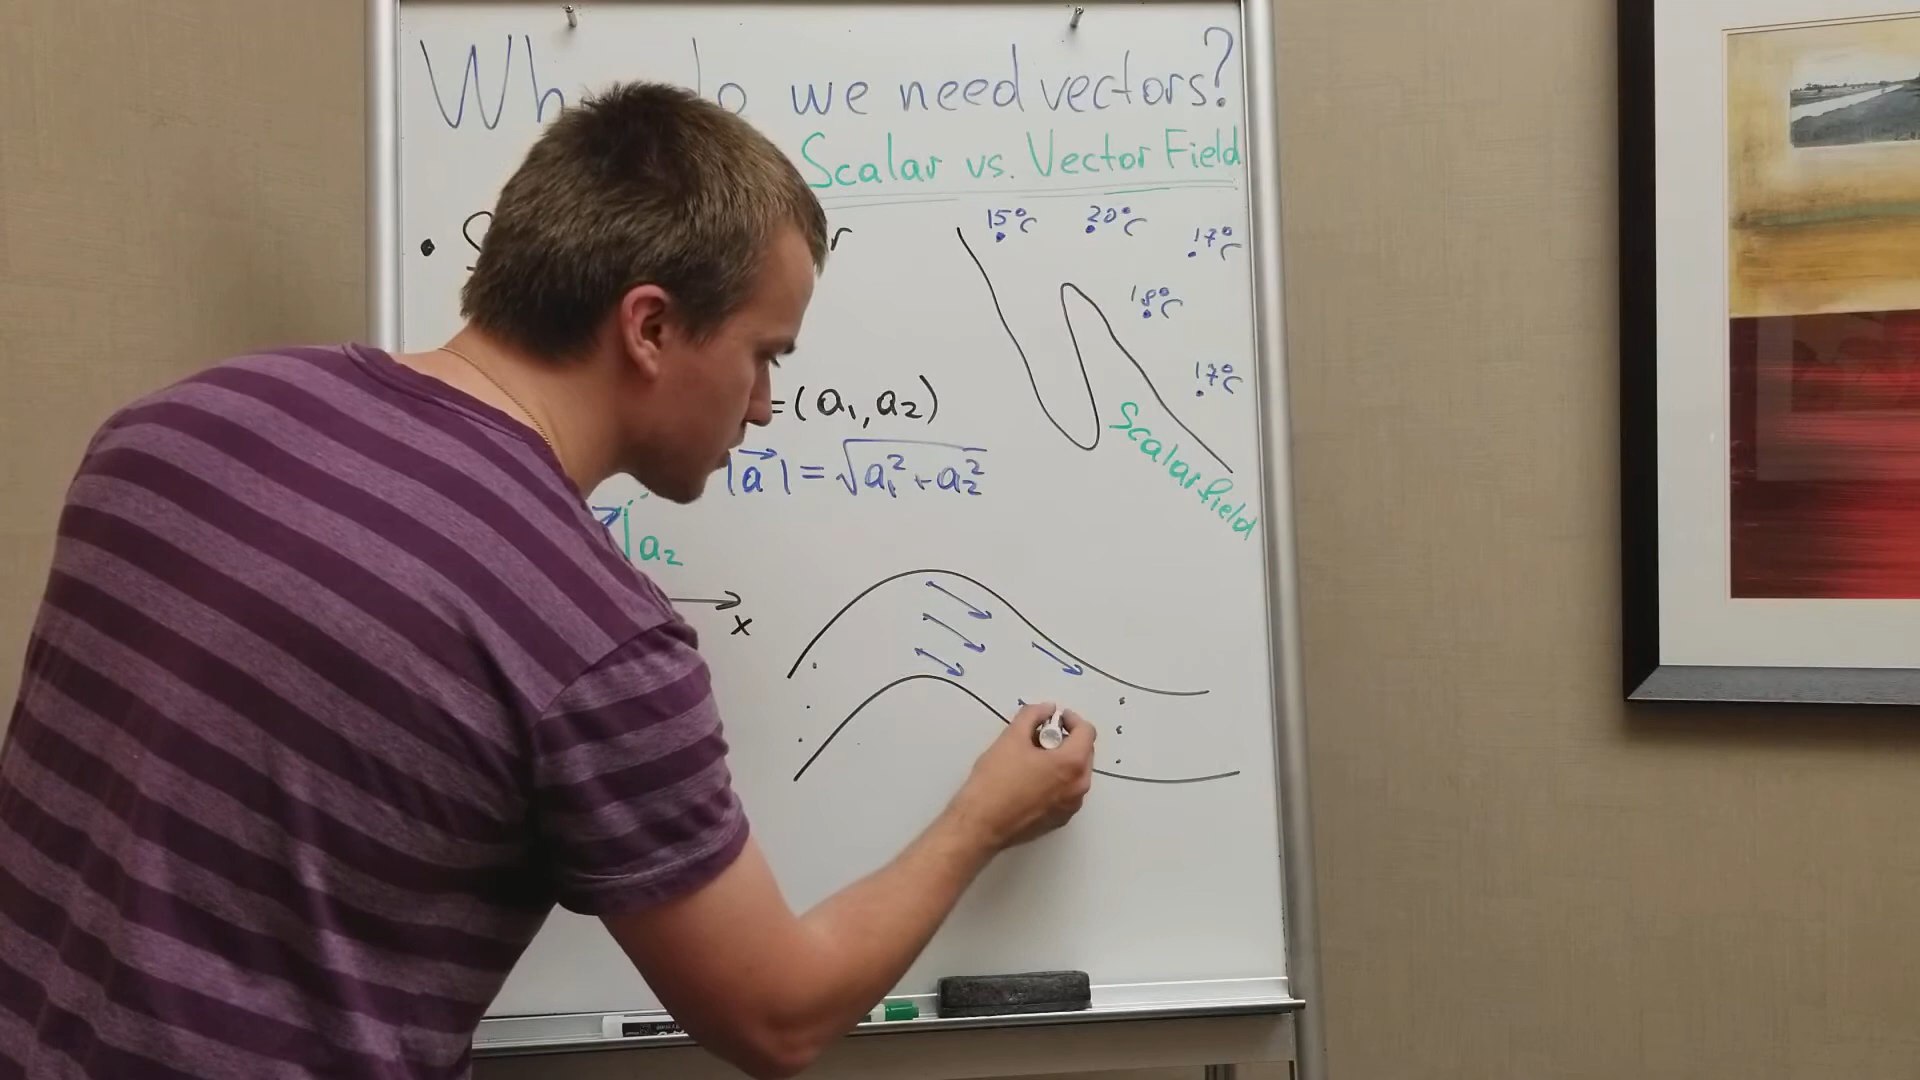 we need vectors?
Scalar vs. Vector Field
15°C
20°C
17°C
18°C
17°C
=(a₁, a₂)
|a⃗| = √a₁² + a₂²
Scalar field
a₂
x